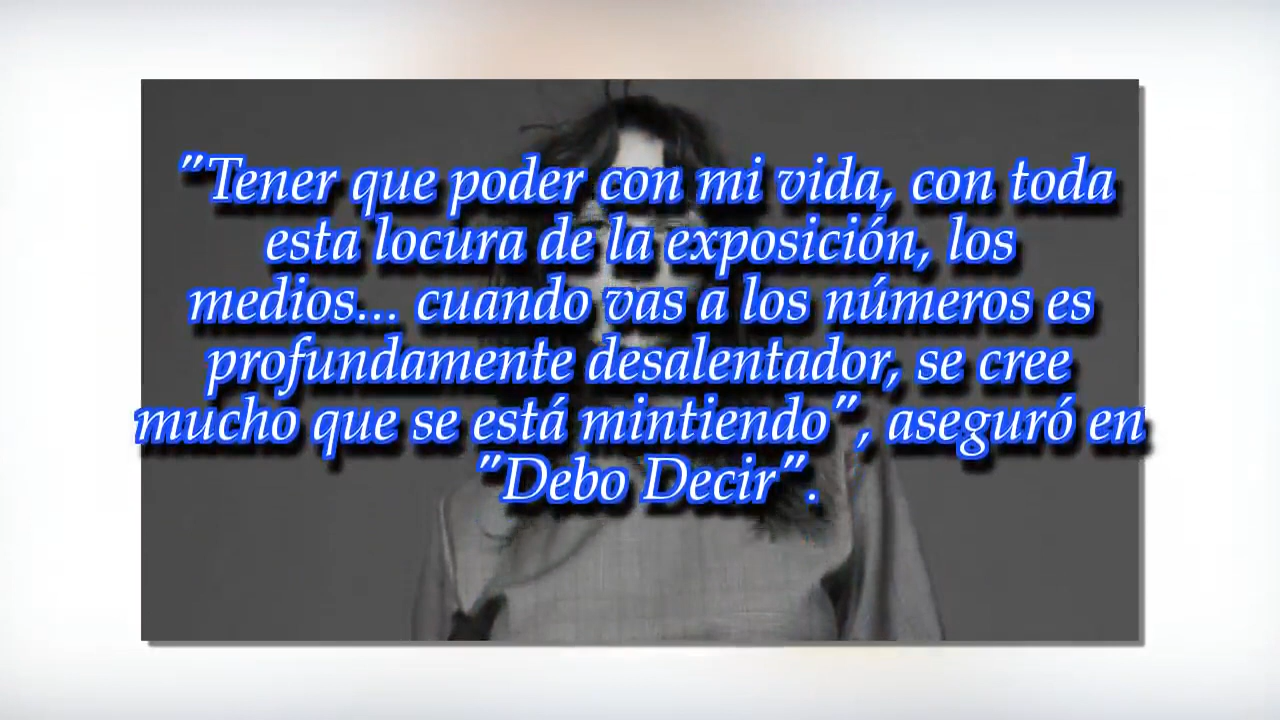 "Tener que poder con mi vida, con toda
esta locura de la exposición, los
medios... cuando vas a los números es
profundamente desalentador, se cree
mucho que se está mintiendo", aseguró en
"Debo Decir".